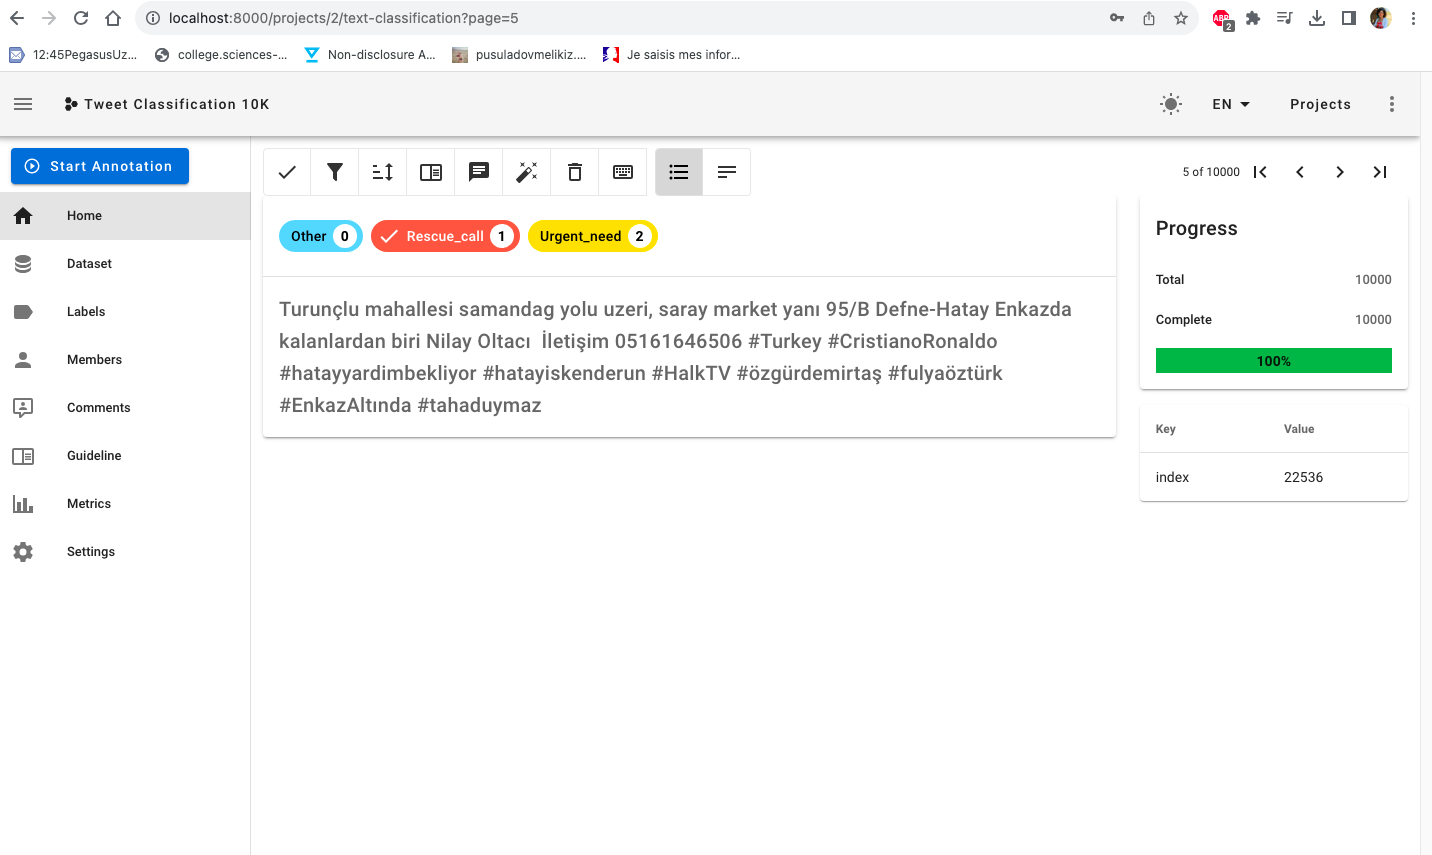 localhost:8000/projects/2/text-classification?page=5
ABP
2
12:45PegasusUz...
college.sciences-...
Non-disclosure A...
pusuladovmelikiz....
Je saisis mes infor...
Tweet Classification 10K
EN
Projects
Start Annotation
5 of 10000
Home
Dataset
Labels
Members
Comments
Guideline
Metrics
Settings
Other 0
Rescue_call 1
Urgent_need 2
Turunçlu mahallesi samandag yolu uzeri, saray market yanı 95/B Defne-Hatay Enkazda
kalanlardan biri Nilay Oltacı  İletişim 05161646506 #Turkey #CristianoRonaldo
#hatayyardimbekliyor #hatayiskenderun #HalkTV #özgürdemirtaş #fulyaöztürk
#EnkazAltında #tahaduymaz
Progress
Total 10000
Complete 10000
100%
Key Value
index 22536